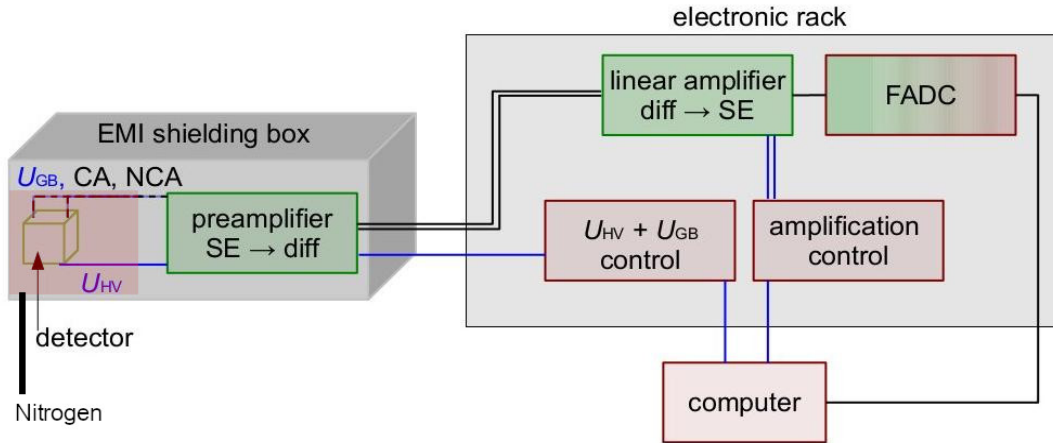 electronic rack
linear amplifier
diff → SE
FADC
EMI shielding box
UGB, CA, NCA
preamplifier
SE → diff
UHV + UGB
control
amplification
control
UHV
detector
computer
Nitrogen